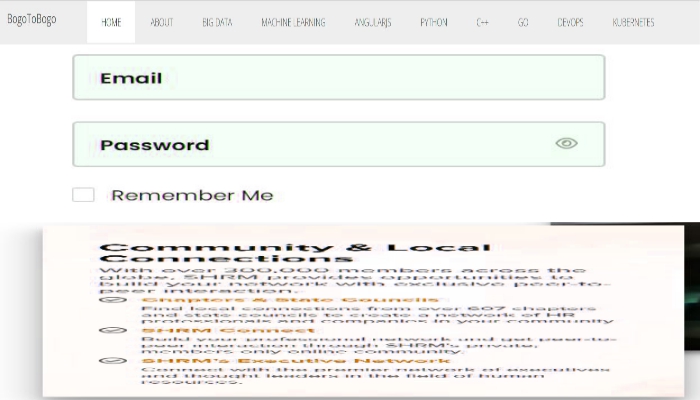 BogoToBogo HOME ABOUT BIG DATA MACHINE LEARNING ANGULARJS PYTHON C++ GO DEVOPS KUBERNETES
Email
Password
Remember Me
Community & Local
Connections
With over 300,000 members across the
globe, SHRM provides opportunities to
build your network with exclusive peer-to-
peer interaction.
Chapters & State Councils
Find local connections from over 607 chapters
and state councils to create a network of HR
professionals and companies in your community
SHRM Connect
Build your professional network and get peer-to-
peer interaction through SHRM's private,
members only online community.
SHRM's Executive Network
Connect with the premier network of executives
and thought leaders in the field of human
resources.